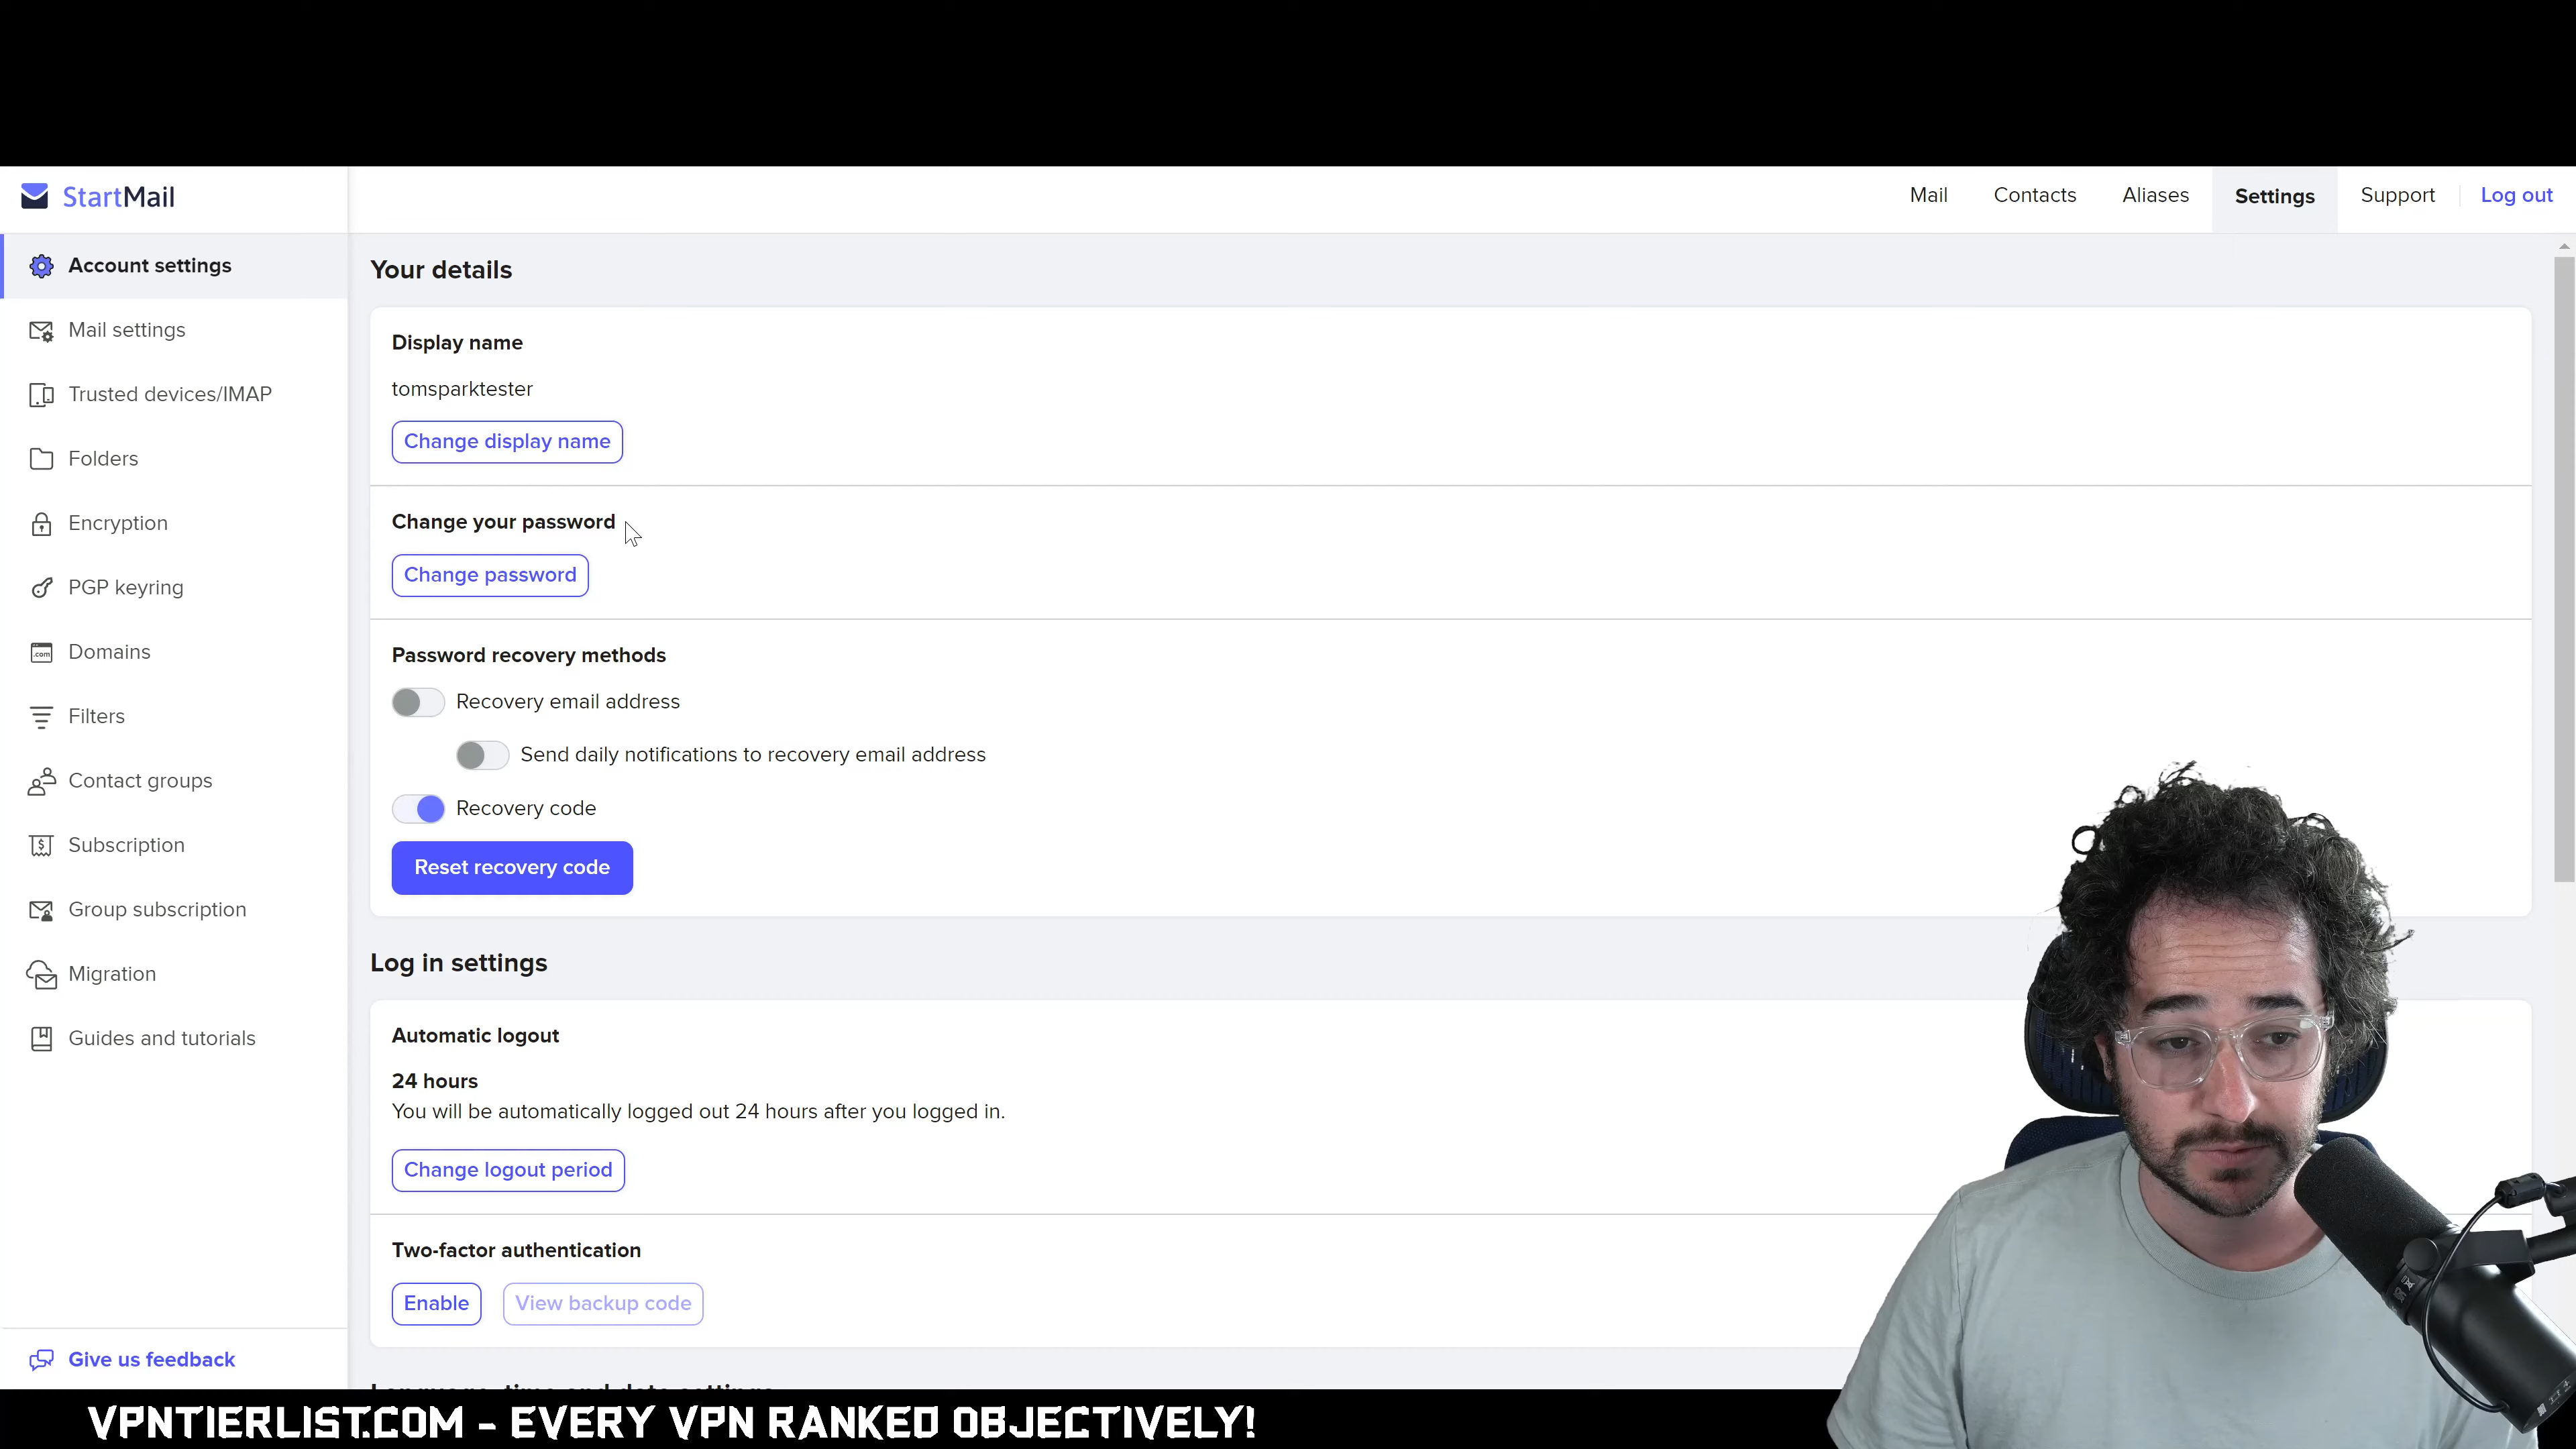 StartMail
Mail
Contacts
Aliases
Settings
Support
Log out
Account settings
Mail settings
Trusted devices/IMAP
Folders
Encryption
PGP keyring
Domains
Filters
Contact groups
Subscription
Group subscription
Migration
Guides and tutorials
Give us feedback
Your details
Display name
tomsparktester
Change display name
Change your password
Change password
Password recovery methods
Recovery email address
Send daily notifications to recovery email address
Recovery code
Reset recovery code
Log in settings
Automatic logout
24 hours
You will be automatically logged out 24 hours after you logged in.
Change logout period
Two-factor authentication
Enable
View backup code
VPNTIERLIST.COM - EVERY VPN RANKED OBJECTIVELY!